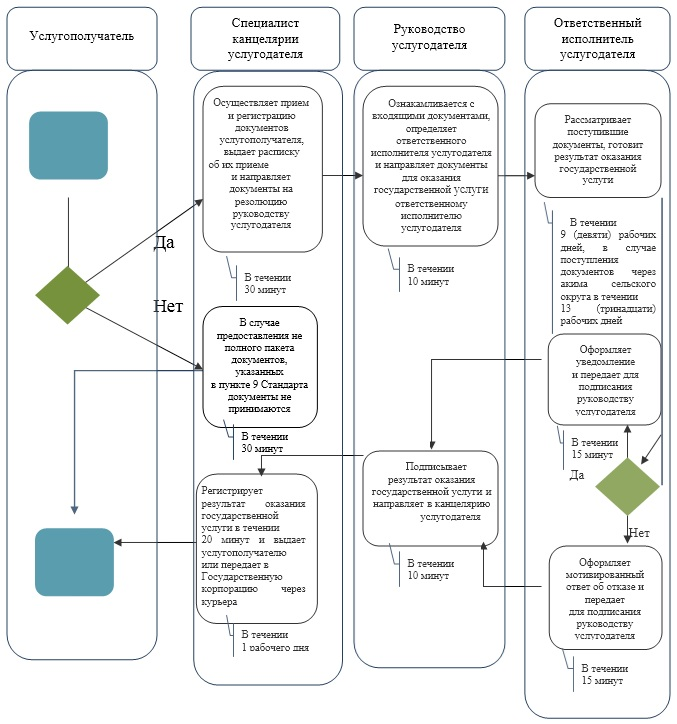 Услугополучатель
Специалист
канцелярии
услугодателя
Руководство
услугодателя
Ответственный
исполнитель
услугодателя
Осуществляет прием
и регистрацию
документов
услугополучателя,
выдает расписку
об их приеме
и направляет
документы на
резолюцию
руководству
услугодателя
Ознакамливается с
входящими документами,
определяет
ответственного
исполнителя услугодателя
и направляет документы
для оказания
государственной услуги
ответственному
исполнителю
услугодателя
Рассматривает
поступившие
документы, готовит
результат оказания
государственной
услуги
Да
Нет
В течении
30 минут
В течении
10 минут
В течении
9 (девяти) рабочих
дней, в случае
поступления
документов через
акима сельского
округа в течении
13 (тринадцати)
рабочих дней
В случае
предоставления не
полного пакета
документов,
указанных
в пункте 9 Стандарта
документы не
принимаются
В течении
30 минут
Оформляет
уведомление
и передает для
подписания
руководству
услугодателя
В течении
15 минут
Да
Нет
Подписывает
результат оказания
государственной услуги и
направляет в канцелярию
услугодателя
В течении
10 минут
Регистрирует
результат оказания
государственной
услуги в течении
20 минут и выдает
услугополучателю
или передает в
Государственную
корпорацию через
курьера
В течении
1 рабочего дня
Оформляет
мотивированный
ответ об отказе и
передает
для подписания
руководству
услугодателя
В течении
15 минут